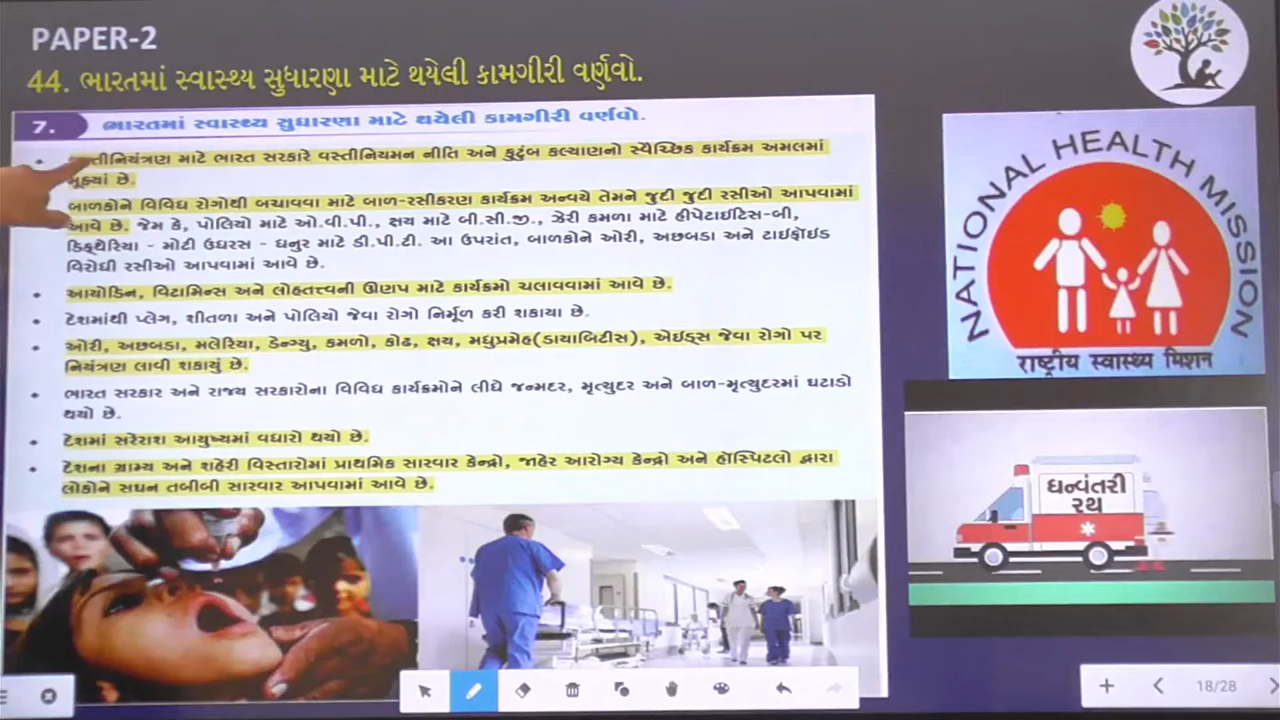 PAPER-2
44. ભારતમાં સ્વાસ્થ્ય સુધારણા માટે થયેલી કામગીરી વર્ણવો.
7. ભારતમાં સ્વાસ્થ્ય સુધારણા માટે થયેલી કામગીરી વર્ણવો.
માટે ભારત સરકારે વસ્તીનિયમન નીતિ અને કુટુંબ કલ્યાણનો સ્વૈચ્છિક કાર્યક્રમ અમલમાં
મૂક્યાં છે.
બાળકોને વિવિધ રોગોથી બચાવવા માટે બાળ-રસીકરણ કાર્યક્રમ અન્વયે તેમને જુદી જુદી રસીઓ આપવામાં
આવે છે. જેમ કે, પોલિયો માટે ઓ.વી.પી., ક્ષય માટે બી.સી.જી., ઝેરી કમળા માટે હીપેટાઈટિસ-બી,
ડિફ્થેરિયા - મોટી ઉધરસ - ધનુર માટે ડી.પી.ટી. આ ઉપરાંત, બાળકોને ઓરી, અછબડા અને ટાઈફૉઈડ
વિરોધી રસીઓ આપવામાં આવે છે.
• આયોડિન, વિટામિન્સ અને લોહતત્ત્વની ઊણપ માટે કાર્યક્રમો ચલાવવામાં આવે છે.
• દેશમાંથી પ્લેગ, શીતળા અને પોલિયો જેવા રોગો નિર્મૂળ કરી શકાયા છે.
• ઓરી, અછબડા, મલેરિયા, ડેન્ગ્યુ, કમળો, કોઢ, ક્ષય, મધુપ્રમેહ(ડાયાબિટીસ), એઈડ્સ જેવા રોગો પર
નિયંત્રણ લાવી શકાયું છે.
• ભારત સરકાર અને રાજ્ય સરકારોના વિવિધ કાર્યક્રમોને લીધે જન્મદર, મૃત્યુદર અને બાળ-મૃત્યુદરમાં ઘટાડો
થયો છે.
• દેશમાં સરેરાશ આયુષ્યમાં વધારો થયો છે.
• દેશના ગ્રામ્ય અને શહેરી વિસ્તારોમાં પ્રાથમિક સારવાર કેન્દ્રો, જાહેર આરોગ્ય કેન્દ્રો અને હૉસ્પિટલો દ્વારા
લોકોને સઘન તબીબી સારવાર આપવામાં આવે છે.
NATIONAL HEALTH MISSION
राष्ट्रीय स्वास्थ्य मिशन
ધન્વંતરી
રથ
18/28